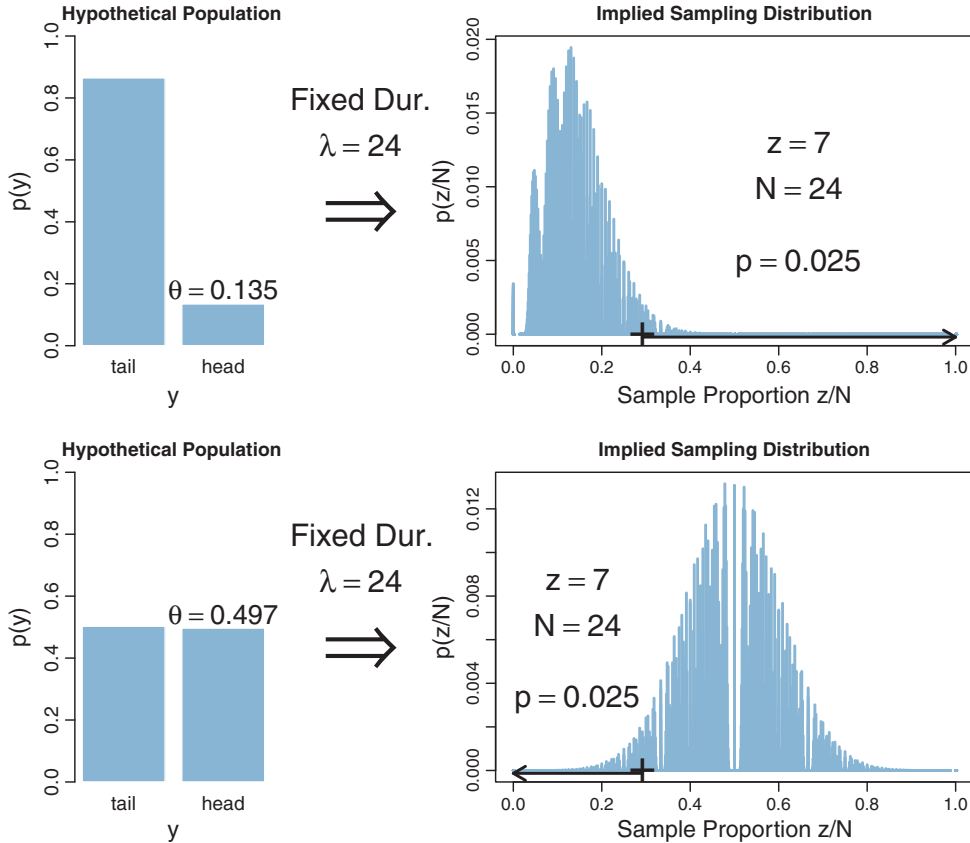 Hypothetical Population
1.0
0.8
0.6
0.4
0.2
0.0
p(y)
θ = 0.135
tail head
y
Fixed Dur.
λ = 24
⇒
Implied Sampling Distribution
0.020
0.015
0.010
0.005
0.000
p(z/N)
z = 7
N = 24
p = 0.025
0.0 0.2 0.4 0.6 0.8 1.0
Sample Proportion z/N
Hypothetical Population
1.0
0.8
0.6
0.4
0.2
0.0
p(y)
θ = 0.497
tail head
y
Fixed Dur.
λ = 24
⇒
Implied Sampling Distribution
0.012
0.008
0.004
0.000
p(z/N)
z = 7
N = 24
p = 0.025
0.0 0.2 0.4 0.6 0.8 1.0
Sample Proportion z/N